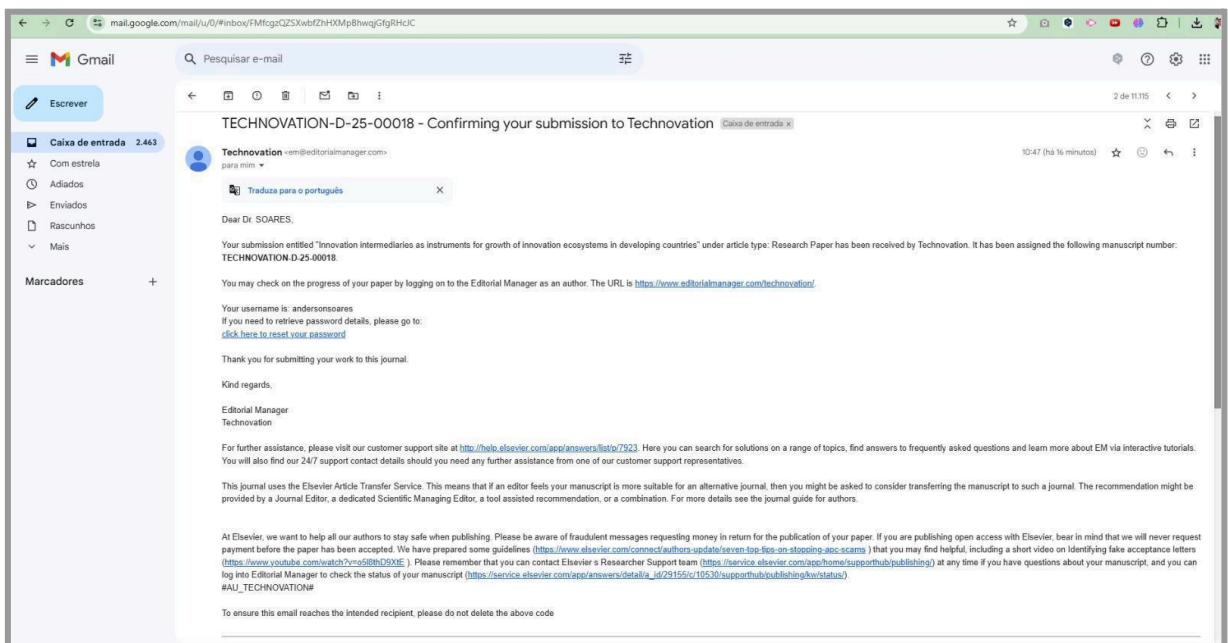 mail.google.com/mail/u/0/#inbox/FMfcgzQZSXwbfZhHXMpBhwqjGfgRHcJC
Gmail
Pesquisar e-mail
Escrever
2 de 11.115
Caixa de entrada 2.463
Com estrela
Adiados
Enviados
Rascunhos
Mais
Marcadores +
TECHNOVATION-D-25-00018 - Confirming your submission to Technovation Caixa de entrada x
Technovation <em@editorialmanager.com>
10:47 (há 16 minutos)
para mim
Traduza para o português
Dear Dr. SOARES,
Your submission entitled "Innovation intermediaries as instruments for growth of innovation ecosystems in developing countries" under article type: Research Paper has been received by Technovation. It has been assigned the following manuscript number:
TECHNOVATION-D-25-00018.
You may check on the progress of your paper by logging on to the Editorial Manager as an author. The URL is https://www.editorialmanager.com/technovation/.
Your username is: andersonsoares
If you need to retrieve password details, please go to:
click here to reset your password
Thank you for submitting your work to this journal.
Kind regards,
Editorial Manager
Technovation
For further assistance, please visit our customer support site at http://help.elsevier.com/app/answers/list/p/7923. Here you can search for solutions on a range of topics, find answers to frequently asked questions and learn more about EM via interactive tutorials.
You will also find our 24/7 support contact details should you need any further assistance from one of our customer support representatives.
This journal uses the Elsevier Article Transfer Service. This means that if an editor feels your manuscript is more suitable for an alternative journal, then you might be asked to consider transferring the manuscript to such a journal. The recommendation might be
provided by a Journal Editor, a dedicated Scientific Managing Editor, a tool assisted recommendation, or a combination. For more details see the journal guide for authors.
At Elsevier, we want to help all our authors to stay safe when publishing. Please be aware of fraudulent messages requesting money in return for the publication of your paper. If you are publishing open access with Elsevier, bear in mind that we will never request
payment before the paper has been accepted. We have prepared some guidelines (https://www.elsevier.com/connect/authors-update/seven-top-tips-on-stopping-apc-scams ) that you may find helpful, including a short video on Identifying fake acceptance letters
(https://www.youtube.com/watch?v=o5l8thD9XtE ). Please remember that you can contact Elsevier s Researcher Support team (https://service.elsevier.com/app/home/supporthub/publishing/) at any time if you have questions about your manuscript, and you can
log into Editorial Manager to check the status of your manuscript (https://service.elsevier.com/app/answers/detail/a_id/29155/c/10530/supporthub/publishing/kw/status/).
#AU_TECHNOVATION#
To ensure this email reaches the intended recipient, please do not delete the above code